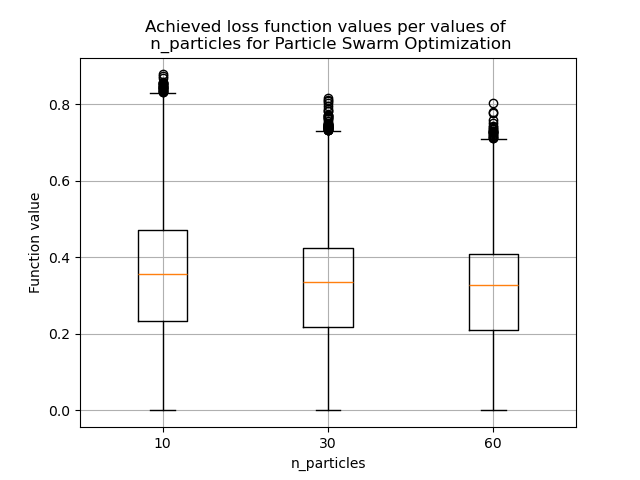 Achieved loss function values per values of
n_particles for Particle Swarm Optimization
Function value
0.8
0.6
0.4
0.2
0.0
10
30
60
n_particles